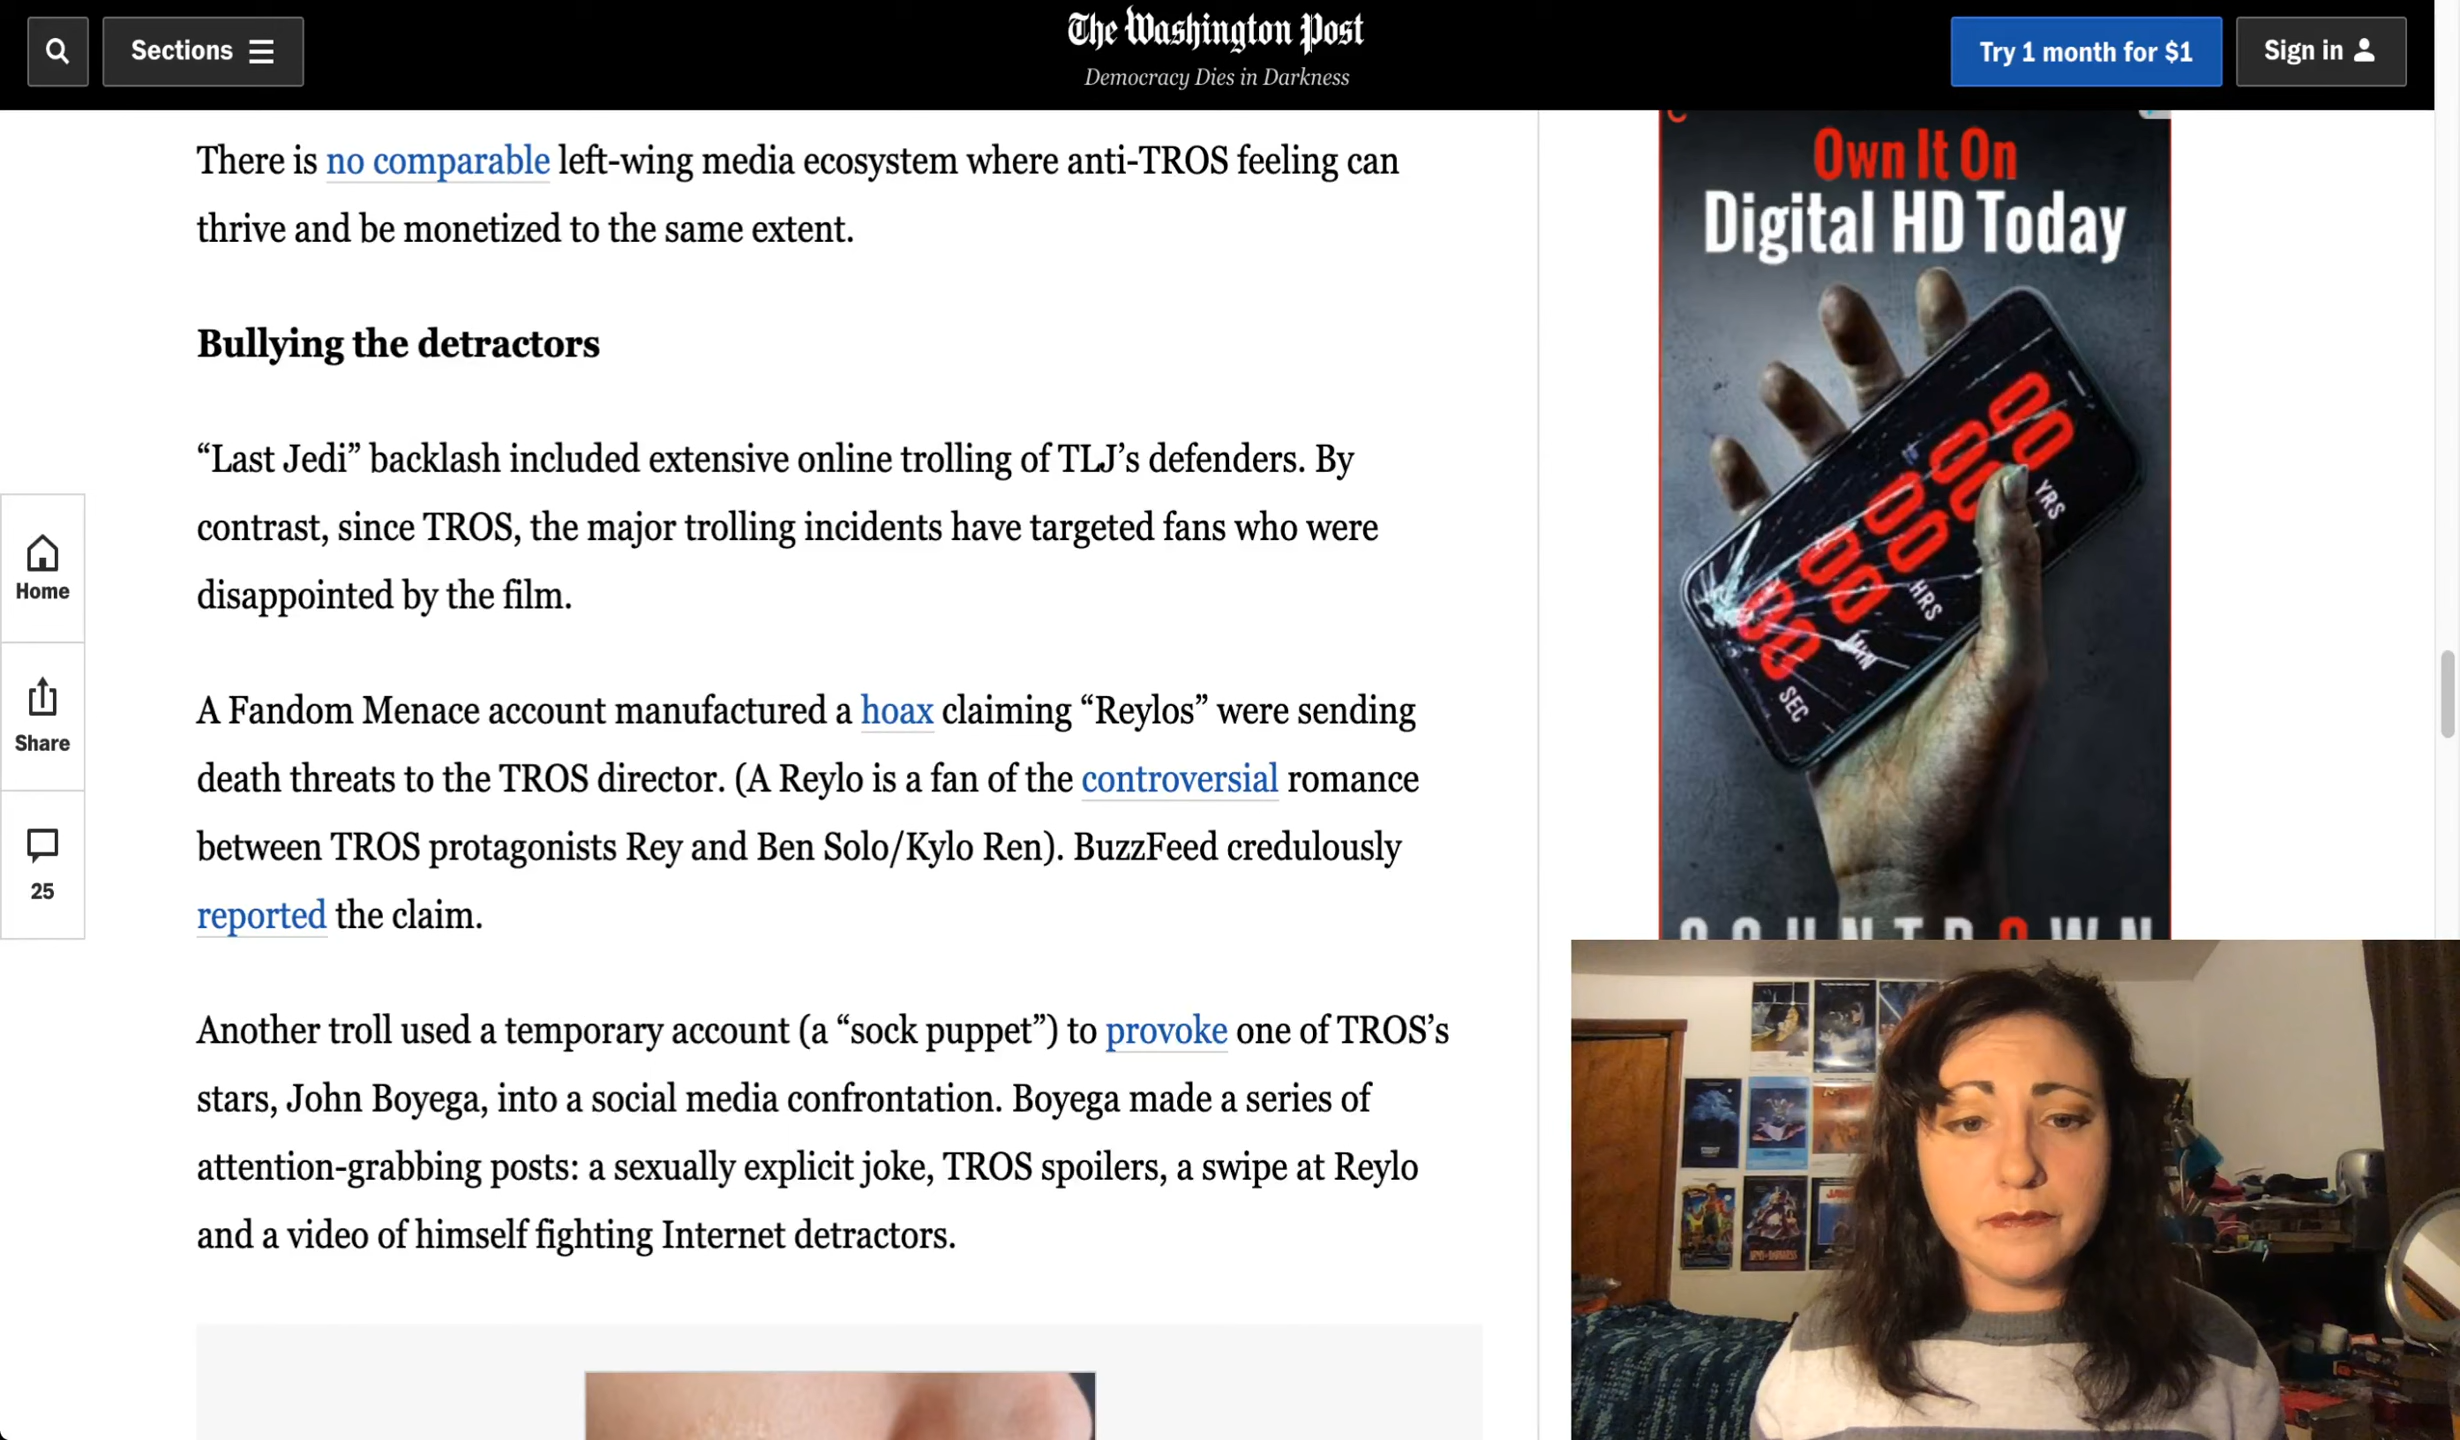 Sections
The Washington Post
Democracy Dies in Darkness
Try 1 month for $1
Sign in
There is no comparable left-wing media ecosystem where anti-TROS feeling can
thrive and be monetized to the same extent.
Bullying the detractors
“Last Jedi” backlash included extensive online trolling of TLJ’s defenders. By
contrast, since TROS, the major trolling incidents have targeted fans who were
disappointed by the film.
A Fandom Menace account manufactured a hoax claiming “Reylos” were sending
death threats to the TROS director. (A Reylo is a fan of the controversial romance
between TROS protagonists Rey and Ben Solo/Kylo Ren). BuzzFeed credulously
reported the claim.
Another troll used a temporary account (a “sock puppet”) to provoke one of TROS’s
stars, John Boyega, into a social media confrontation. Boyega made a series of
attention-grabbing posts: a sexually explicit joke, TROS spoilers, a swipe at Reylo
and a video of himself fighting Internet detractors.
Home
Share
25
Own It On
Digital HD Today
00 YRS
00
00 HRS
00 MIN
00 SEC
COUNTDOWN